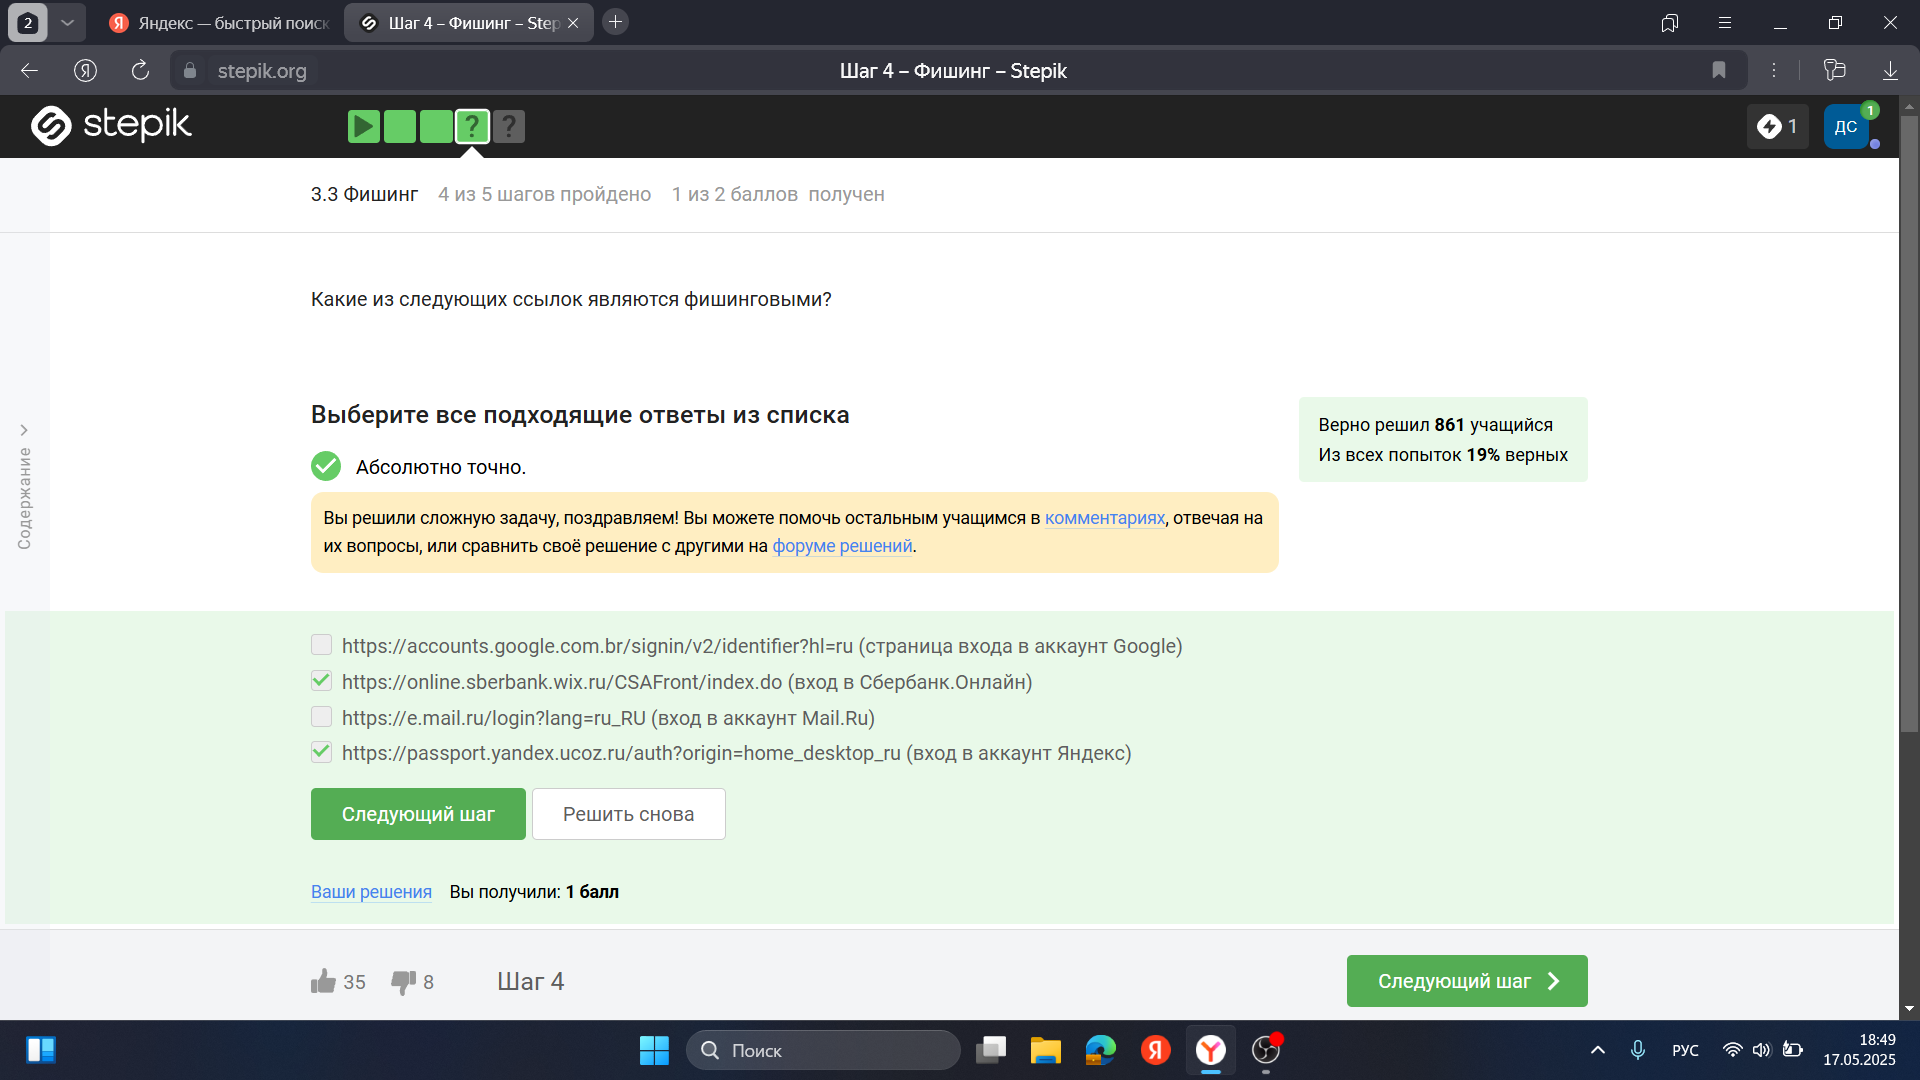 2
Яндекс — быстрый поиск
Шаг 4 – Фишинг – Step
stepik.org
Шаг 4 – Фишинг – Stepik
stepik
?
?
1
ДС
1
3.3 Фишинг 4 из 5 шагов пройдено 1 из 2 баллов получен
Содержание
Какие из следующих ссылок являются фишинговыми?
Выберите все подходящие ответы из списка
Верно решил 861 учащийся
Из всех попыток 19% верных
Абсолютно точно.
Вы решили сложную задачу, поздравляем! Вы можете помочь остальным учащимся в комментариях, отвечая на
их вопросы, или сравнить своё решение с другими на форуме решений.
https://accounts.google.com.br/signin/v2/identifier?hl=ru (страница входа в аккаунт Google)
https://online.sberbank.wix.ru/CSAFront/index.do (вход в Сбербанк.Онлайн)
https://e.mail.ru/login?lang=ru_RU (вход в аккаунт Mail.Ru)
https://passport.yandex.ucoz.ru/auth?origin=home_desktop_ru (вход в аккаунт Яндекс)
Следующий шаг
Решить снова
Ваши решения Вы получили: 1 балл
35
8
Шаг 4
Следующий шаг
Поиск
РУС
18:49
17.05.2025